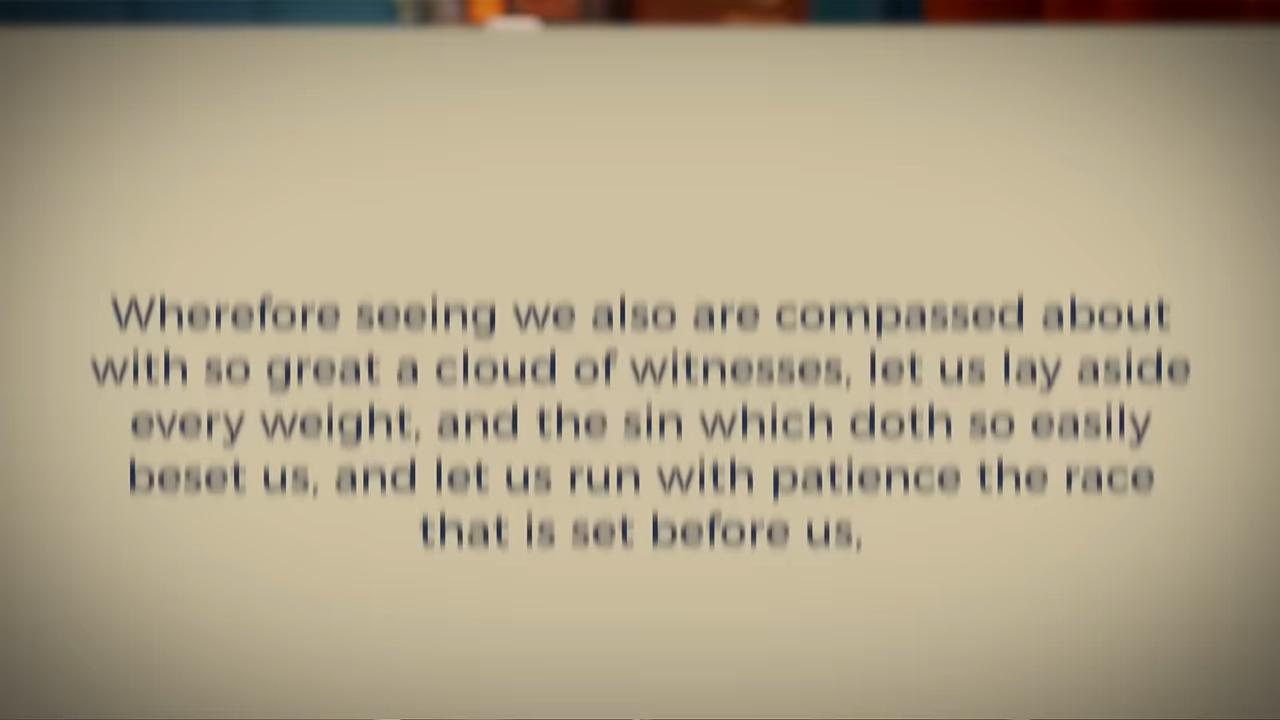 Wherefore seeing we also are compassed about
with so great a cloud of witnesses, let us lay aside
every weight, and the sin which doth so easily
beset us, and let us run with patience the race
that is set before us,